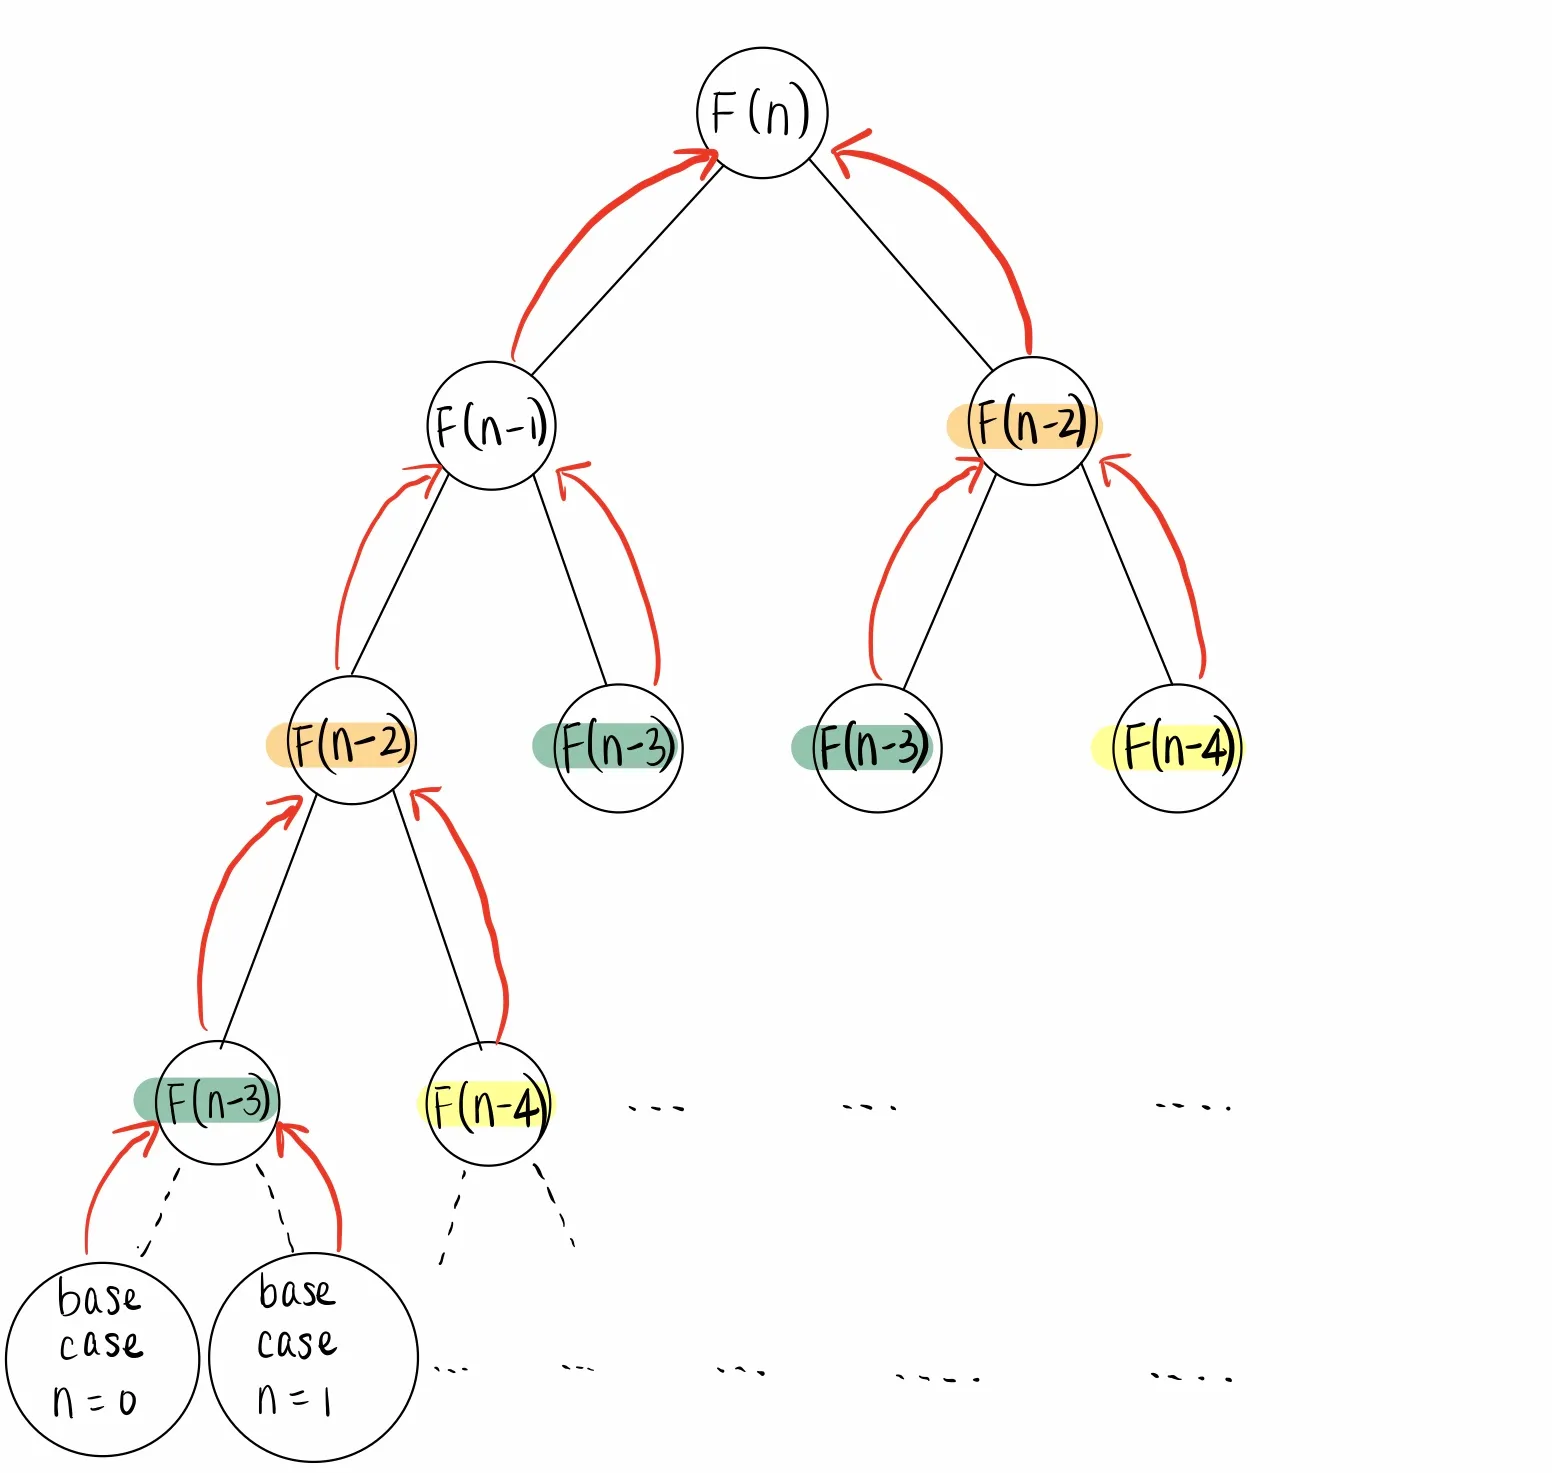 F(n)
F(n-1)
F(n-2)
F(n-2)
F(n-3)
F(n-3)
F(n-4)
F(n-3)
F(n-4)
base
case
n=0
base
case
n=1